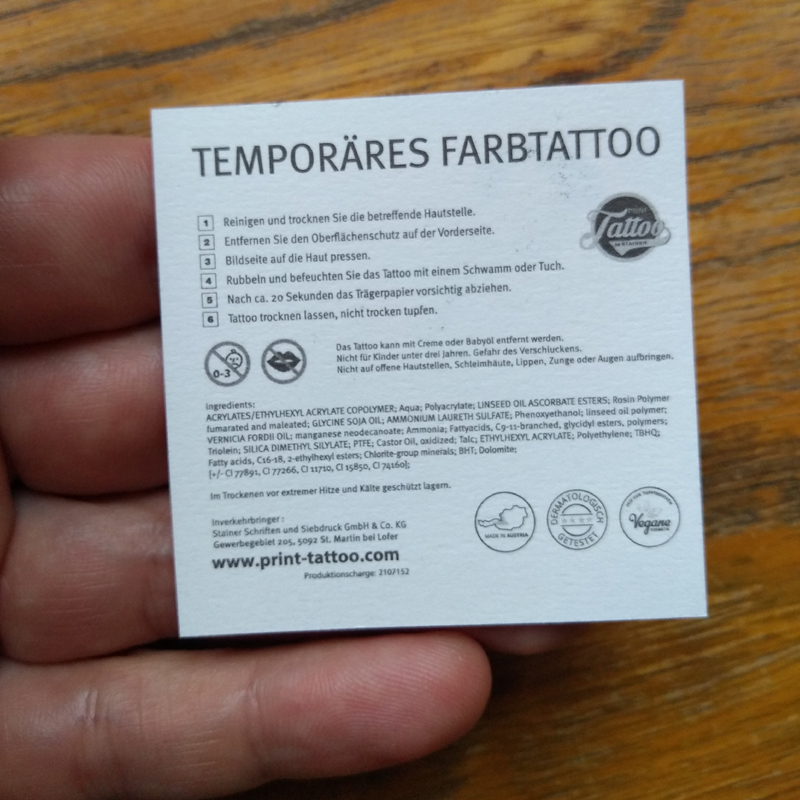 TEMPORÄRES FARBTATTOO
1 Reinigen und trocknen Sie die betreffende Hautstelle.
2 Entfernen Sie den Oberflächenschutz auf der Vorderseite.
3 Bildseite auf die Haut pressen.
4 Rubbeln und befeuchten Sie das Tattoo mit einem Schwamm oder Tuch.
5 Nach ca. 20 Sekunden das Trägerpapier vorsichtig abziehen.
6 Tattoo trocknen lassen, nicht trocken tupfen.
Tattoo
0-3
Das Tattoo kann mit Creme oder Babyöl entfernt werden.
Nicht für Kinder unter drei Jahren. Gefahr des Verschluckens.
Nicht auf offene Hautstellen, Schleimhäute, Lippen, Zunge oder Augen aufbringen.
Ingredients:
ACRYLATES/ETHYLHEXYL ACRYLATE COPOLYMER; Aqua; Polyacrylate; LINSEED OIL ASCORBATE ESTERS; Rosin Polymer
fumarated and maleated; GLYCINE SOJA OIL; AMMONIUM LAURETH SULFATE; Phenoxyethanol; linseed oil polymer;
VERNICIA FORDII OIL; manganese neodecanoate; Ammonia; Fattyacids, C9-11-branched, glycidyl esters, polymers;
Triolein; SILICA DIMETHYL SILYLATE; PTFE; Castor Oil, oxidized; Talc; ETHYLHEXYL ACRYLATE; Polyethylene; TBHQ;
Fatty acids, C16-18, 2-ethylhexyl esters; Chlorite-group minerals; BHT; Dolomite;
[+/- CI 77891, CI 77266, CI 11710, CI 15850, CI 74160];
Im Trockenen vor extremer Hitze und Kälte geschützt lagern.
Inverkehrbringer:
Stainer Schriften und Siebdruck GmbH & Co. KG
Gewerbegebiet 205, 5092 St. Martin bei Lofer
www.print-tattoo.com
Produktionscharge: 2107152
MADE IN AUSTRIA
DERMATOLOGISCH
GETESTET
Vegane